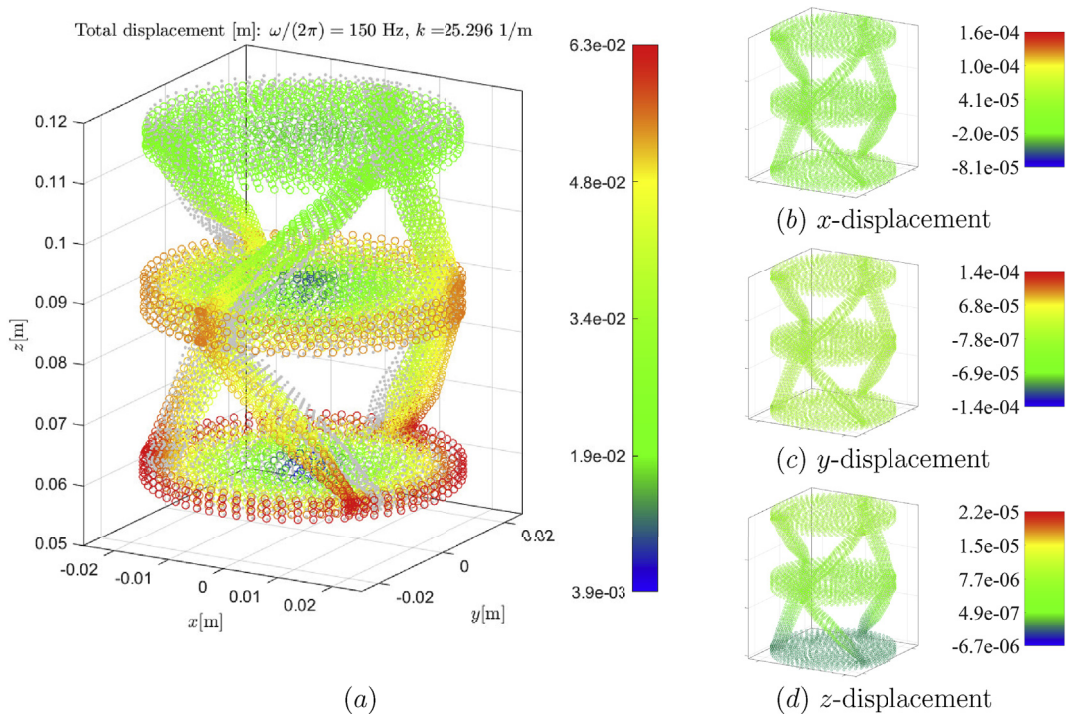 Total displacement [m]: ω/(2π) = 150 Hz, k =25.296 1/m
6.3e-02
4.8e-02
3.4e-02
1.9e-02
3.9e-03
0.12
0.11
0.1
0.09
0.08
0.07
0.06
0.05
z[m]
-0.02
-0.01
0
0.01
0.02
x[m]
-0.02
0
0.02
y[m]
(a)
1.6e-04
1.0e-04
4.1e-05
-2.0e-05
-8.1e-05
(b) x-displacement
1.4e-04
6.8e-05
-7.8e-07
-6.9e-05
-1.4e-04
(c) y-displacement
2.2e-05
1.5e-05
7.7e-06
4.9e-07
-6.7e-06
(d) z-displacement